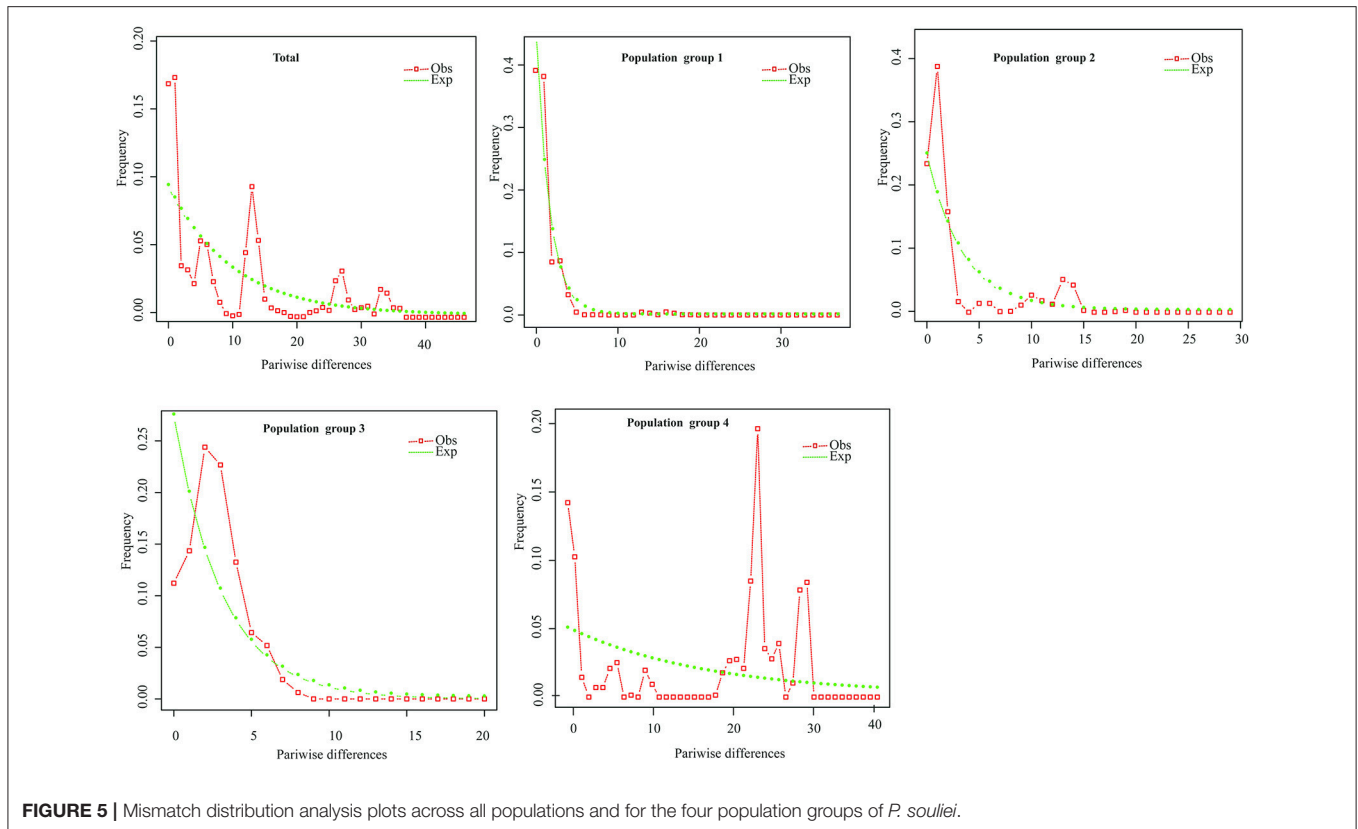 Total
Obs
Exp
Frequency
0.20
0.15
0.10
0.05
0.00
0 10 20 30 40
Pariwise differences
Population group 1
Obs
Exp
Frequency
0.4
0.3
0.2
0.1
0.0
0 10 20 30
Pariwise differences
Population group 2
Obs
Exp
Frequency
0.4
0.3
0.2
0.1
0.0
0 5 10 15 20 25 30
Pariwise differences
Population group 3
Obs
Exp
Frequency
0.25
0.20
0.15
0.10
0.05
0.00
0 5 10 15 20
Pariwise differences
Population group 4
Obs
Exp
Frequency
0.20
0.15
0.10
0.05
0.00
0 10 20 30 40
Pariwise differences
FIGURE 5 | Mismatch distribution analysis plots across all populations and for the four population groups of P. souliei.